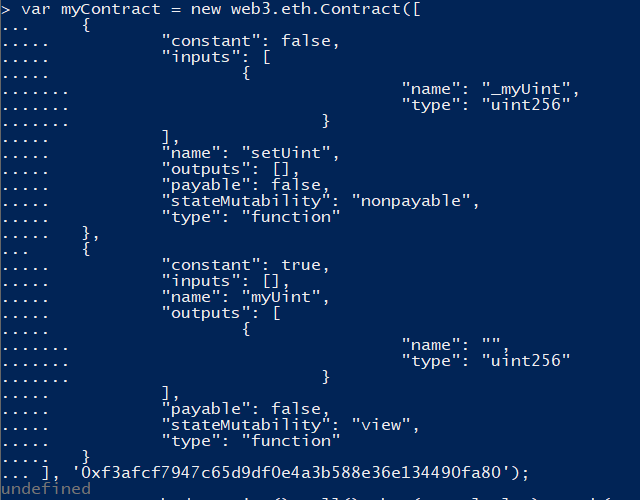 > var myContract = new web3.eth.Contract([
... {
..... "constant": false,
..... "inputs": [
..... {
....... "name": "_myUint",
....... "type": "uint256"
....... }
..... ],
..... "name": "setUint",
..... "outputs": [],
..... "payable": false,
..... "stateMutability": "nonpayable",
..... "type": "function"
..... },
... {
..... "constant": true,
..... "inputs": [],
..... "name": "myUint",
..... "outputs": [
..... {
....... "name": "",
....... "type": "uint256"
....... }
..... ],
..... "payable": false,
..... "stateMutability": "view",
..... "type": "function"
..... }
... ], '0xf3afcf7947c65d9df0e4a3b588e36e134490fa80');
undefined